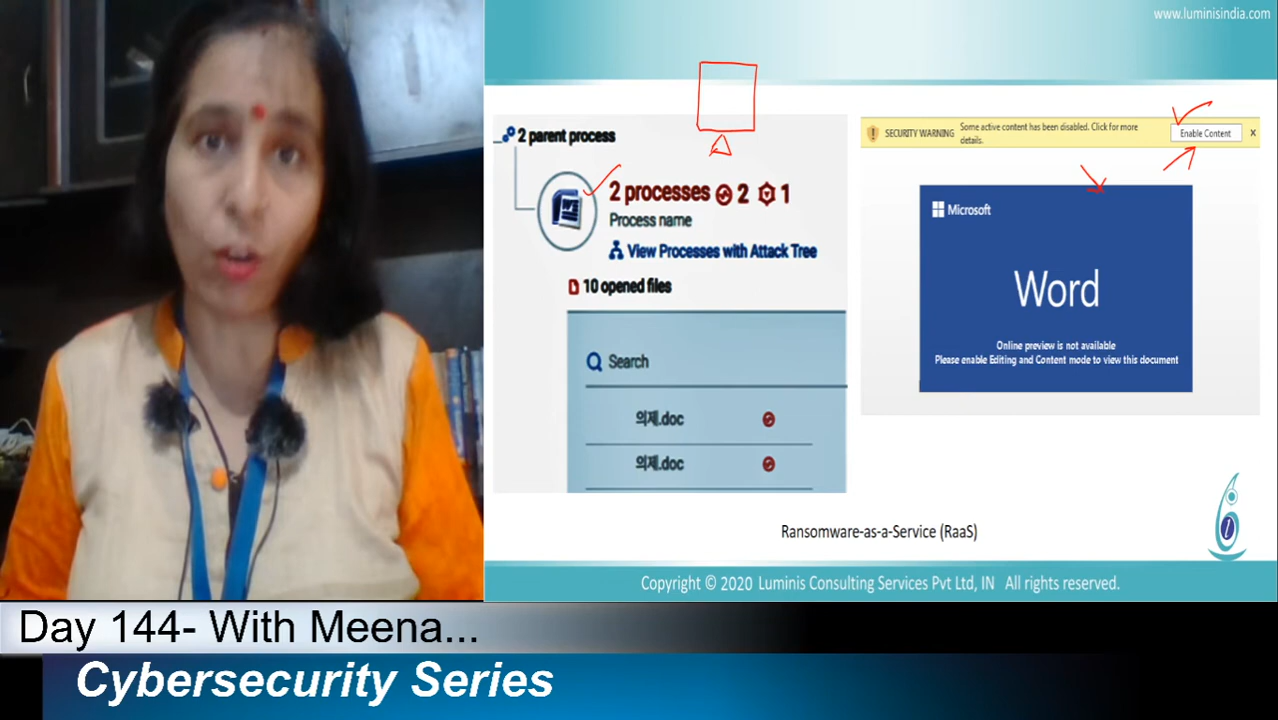 www.luminisindia.com
2 parent process
2 processes 2 1
Process name
View Processes with Attack Tree
10 opened files
Search
의제.doc
의제.doc
SECURITY WARNING Some active content has been disabled. Click for more
details.
Enable Content X
Microsoft
Word
Online preview is not available
Please enable Editing and Content mode to view this document
Ransomware-as-a-Service (RaaS)
Copyright © 2020 Luminis Consulting Services Pvt Ltd, IN All rights reserved.
Day 144- With Meena...
Cybersecurity Series